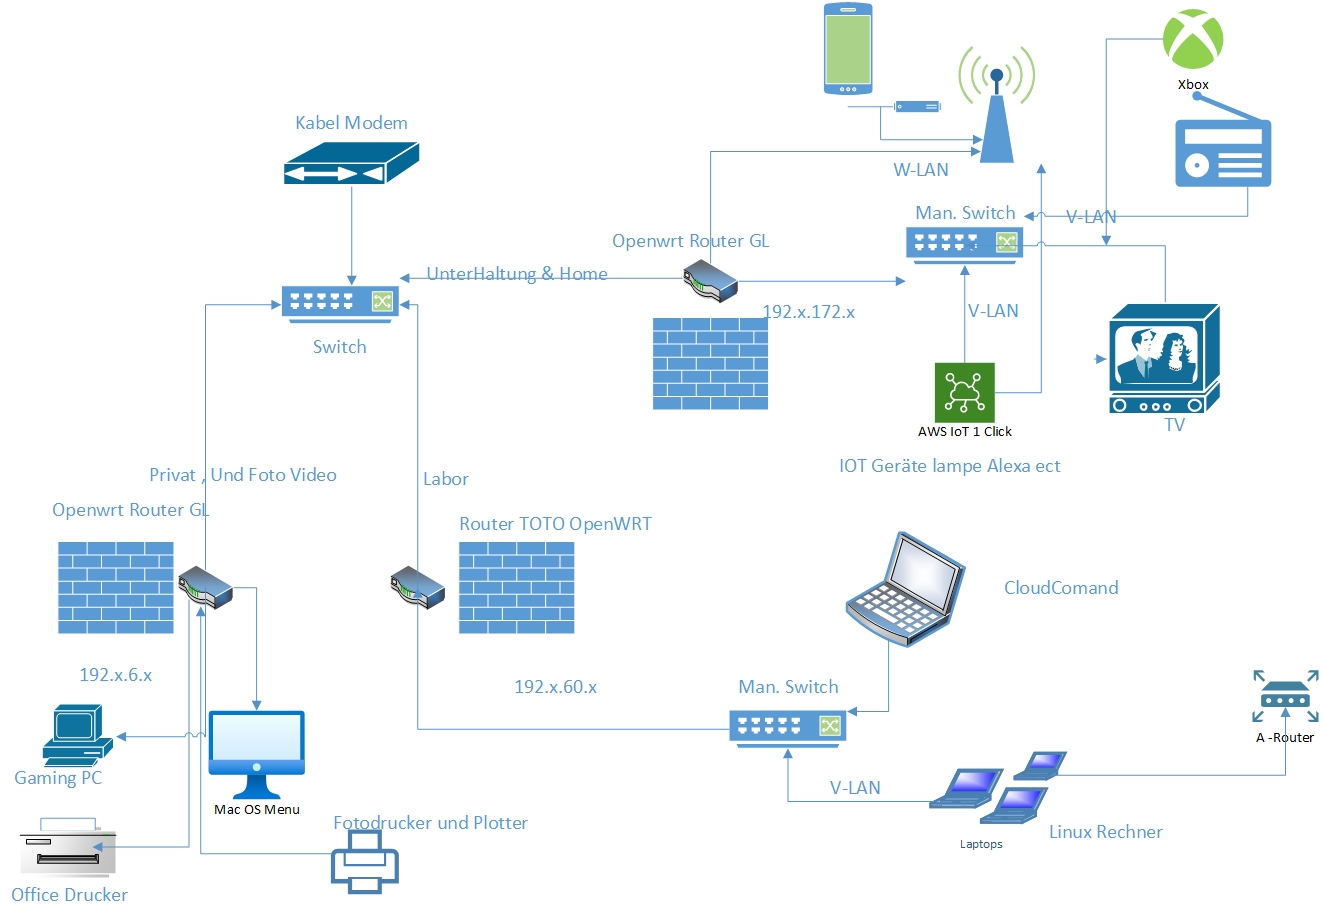 Xbox
Kabel Modem
W-LAN
Man. Switch
V-LAN
Openwrt Router GL
UnterHaltung & Home
192.x.172.x
V-LAN
Switch
TV
AWS IoT 1 Click
IOT Geräte lampe Alexa ect
Privat , Und Foto Video
Labor
Openwrt Router GL
Router TOTO OpenWRT
CloudComand
192.x.6.x
192.x.60.x
Man. Switch
A -Router
Gaming PC
V-LAN
Mac OS Menu
Fotodrucker und Plotter
Linux Rechner
Laptops
Office Drucker